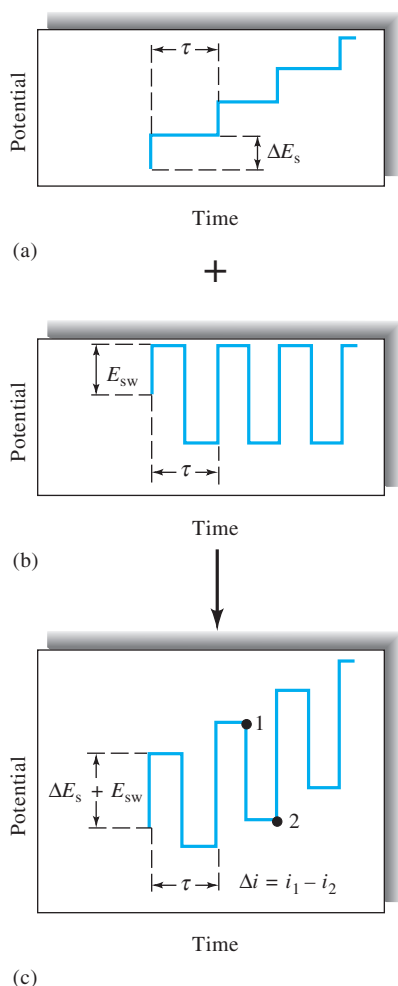 τ
Potential
ΔE_s
Time
(a)
+
E_sw
Potential
τ
Time
(b)
1
ΔE_s + E_sw
2
Potential
τ
Δi = i_1 – i_2
Time
(c)